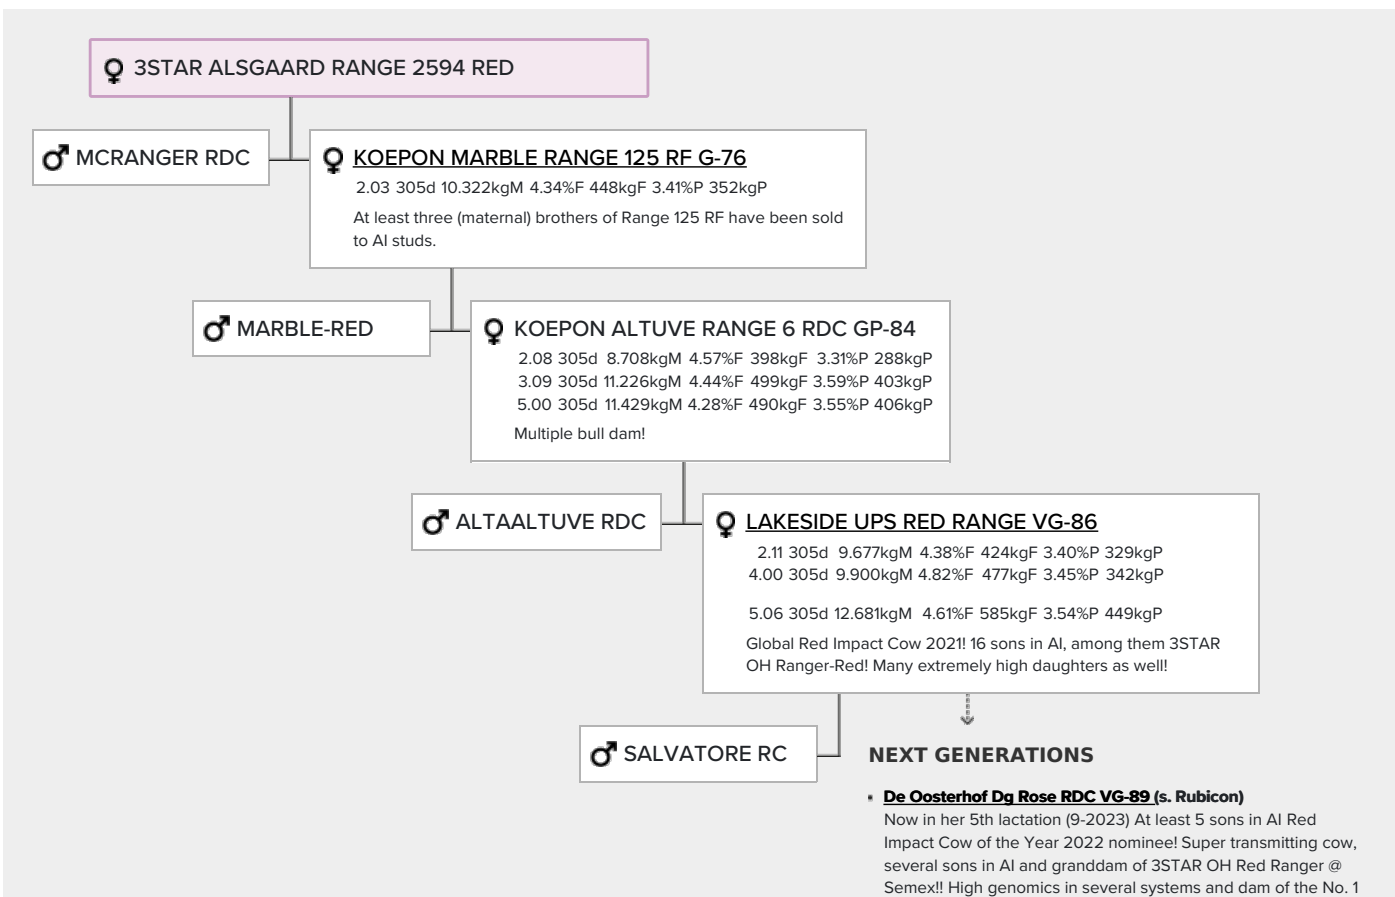 3STAR ALSGAARD RANGE 2594 RED
MCRANGER RDC
KOEPON MARBLE RANGE 125 RF G-76
2.03 305d 10.322kgM 4.34%F 448kgF 3.41%P 352kgP
At least three (maternal) brothers of Range 125 RF have been sold
to AI studs.
MARBLE-RED
KOEPON ALTUVE RANGE 6 RDC GP-84
2.08 305d 8.708kgM 4.57%F 398kgF 3.31%P 288kgP
3.09 305d 11.226kgM 4.44%F 499kgF 3.59%P 403kgP
5.00 305d 11.429kgM 4.28%F 490kgF 3.55%P 406kgP
Multiple bull dam!
ALTAALTUVE RDC
LAKESIDE UPS RED RANGE VG-86
2.11 305d 9.677kgM 4.38%F 424kgF 3.40%P 329kgP
4.00 305d 9.900kgM 4.82%F 477kgF 3.45%P 342kgP
5.06 305d 12.681kgM 4.61%F 585kgF 3.54%P 449kgP
Global Red Impact Cow 2021! 16 sons in AI, among them 3STAR
OH Ranger-Red! Many extremely high daughters as well!
SALVATORE RC
NEXT GENERATIONS
De Oosterhof Dg Rose RDC VG-89 (s. Rubicon)
Now in her 5th lactation (9-2023) At least 5 sons in AI Red
Impact Cow of the Year 2022 nominee! Super transmitting cow,
several sons in AI and granddam of 3STAR OH Red Ranger @
Semex!! High genomics in several systems and dam of the No. 1